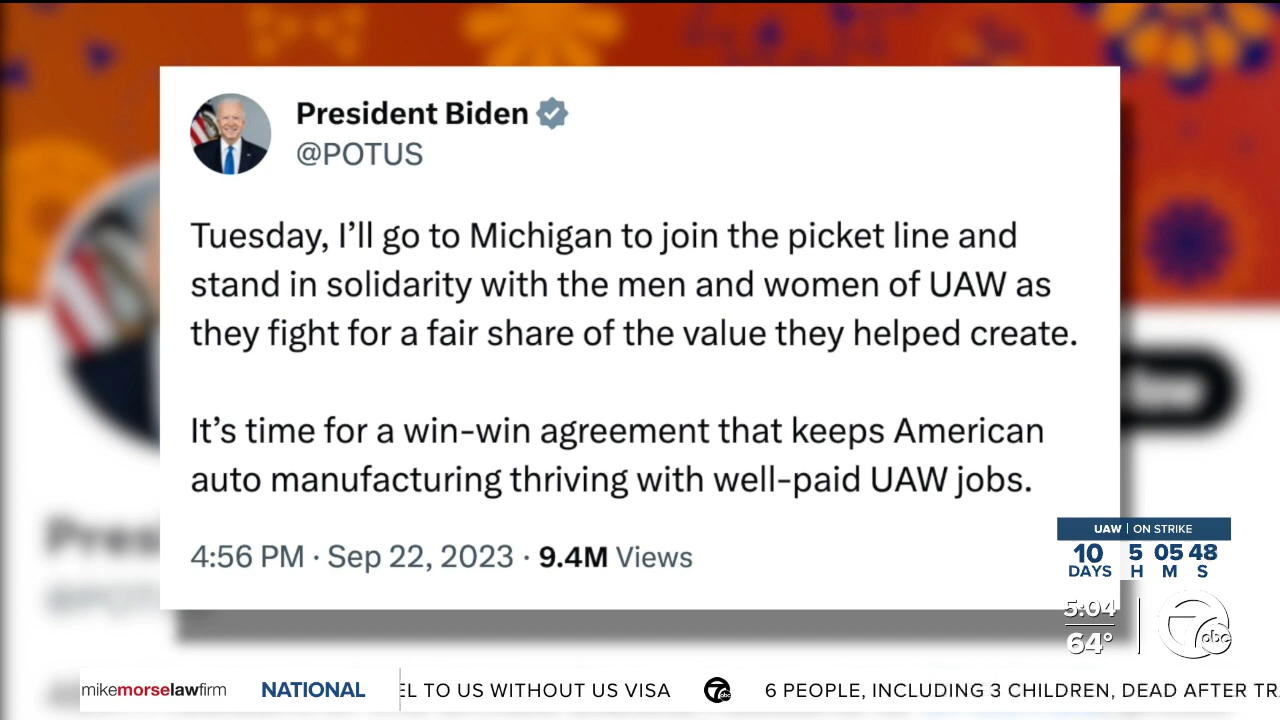 President Biden
@POTUS
Tuesday, I’ll go to Michigan to join the picket line and
stand in solidarity with the men and women of UAW as
they fight for a fair share of the value they helped create.
It’s time for a win-win agreement that keeps American
auto manufacturing thriving with well-paid UAW jobs.
4:56 PM · Sep 22, 2023 · 9.4M Views
UAW | ON STRIKE
10 5 05 48
DAYS H M S
5:04
64°
7 abc
mikemorselawfirm NATIONAL EL TO US WITHOUT US VISA 7 abc 6 PEOPLE, INCLUDING 3 CHILDREN, DEAD AFTER